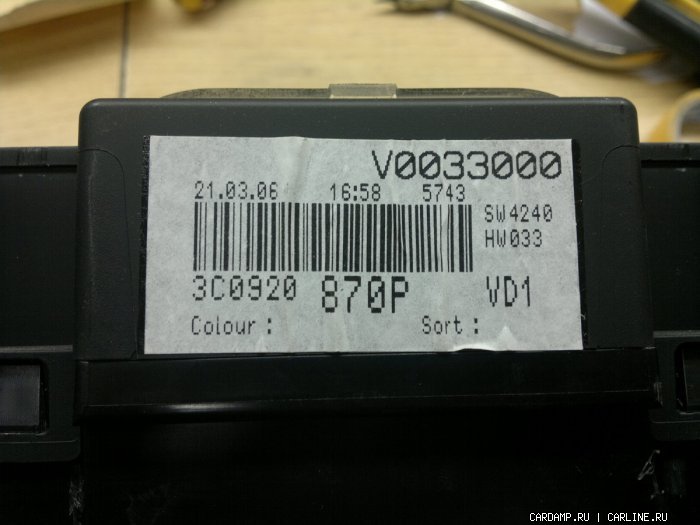 V0033000
21.03.06 16:58 5743
SW4240
HW033
3C0920 870P VD1
Colour : Sort :
CARDAMP.RU | CARLINE.RU